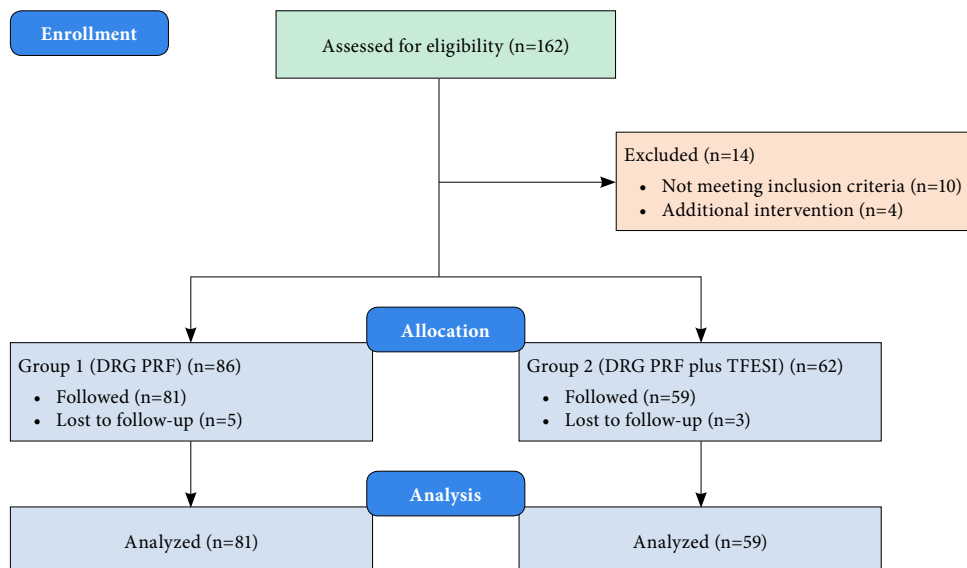 Enrollment
Assessed for eligibility (n=162)
Excluded (n=14)
• Not meeting inclusion criteria (n=10)
• Additional intervention (n=4)
Allocation
Group 1 (DRG PRF) (n=86)
• Followed (n=81)
• Lost to follow-up (n=5)
Group 2 (DRG PRF plus TFESI) (n=62)
• Followed (n=59)
• Lost to follow-up (n=3)
Analysis
Analyzed (n=81)
Analyzed (n=59)